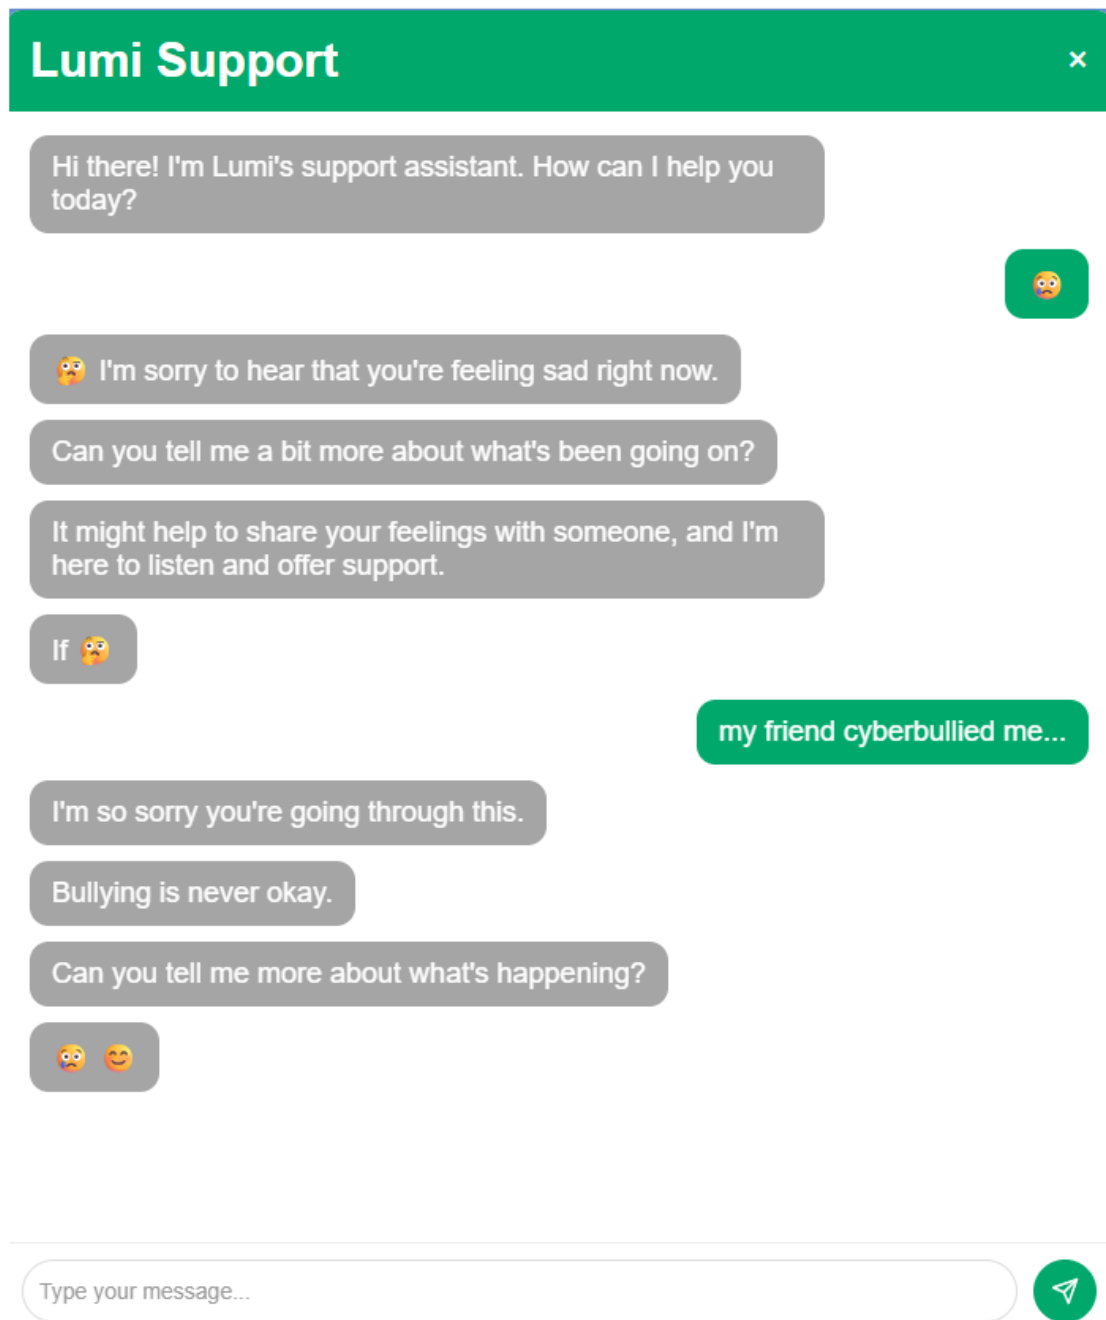 Lumi Support
×
Hi there! I'm Lumi's support assistant. How can I help you
today?
😢
🤔 I'm sorry to hear that you're feeling sad right now.
Can you tell me a bit more about what's been going on?
It might help to share your feelings with someone, and I'm
here to listen and offer support.
If 🤔
my friend cyberbullied me...
I'm so sorry you're going through this.
Bullying is never okay.
Can you tell me more about what's happening?
😢 😊
Type your message...